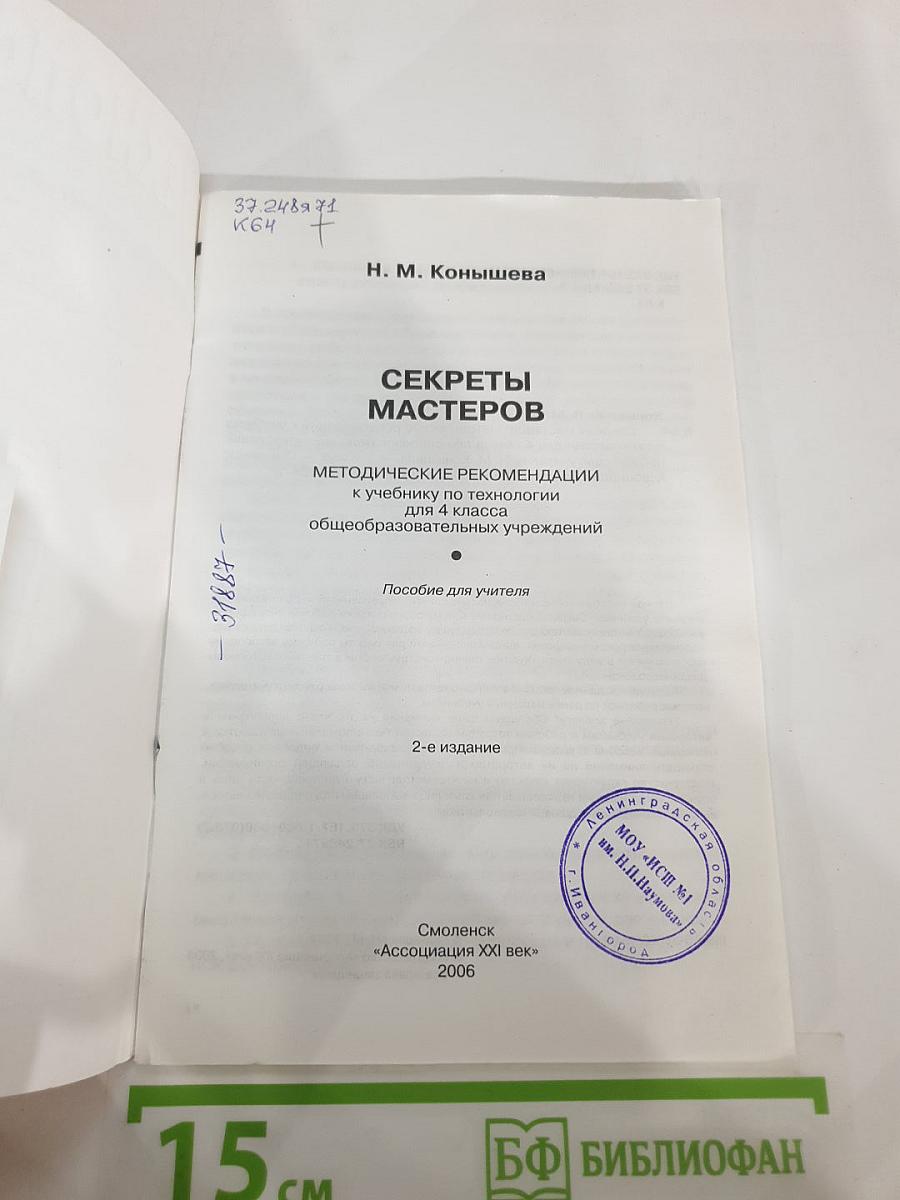 37.248я71
К64
Н. М. Конышева
СЕКРЕТЫ
МАСТЕРОВ
МЕТОДИЧЕСКИЕ РЕКОМЕНДАЦИИ
к учебнику по технологии
для 4 класса
общеобразовательных учреждений
•
Пособие для учителя
— 31887 —
2-е издание
* Ленинградская область
г. Ивангород
МОУ «ИСШ №1
им. Н.П.Наумова»
Смоленск
«Ассоциация XXI век»
2006
15 см
БФ БИБЛИОФАН